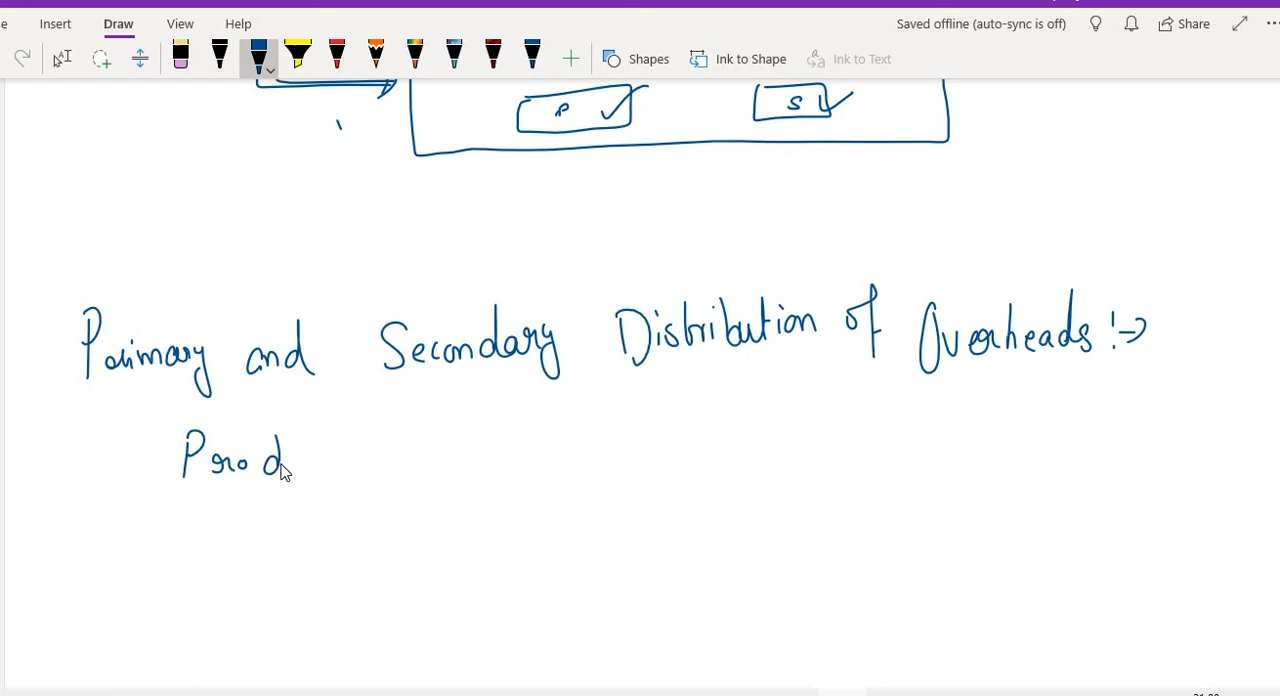 Insert Draw View Help Saved offline (auto-sync is off) Share
Shapes Ink to Shape Ink to Text
P S
Primary and Secondary Distribution of Overheads :->
Prod